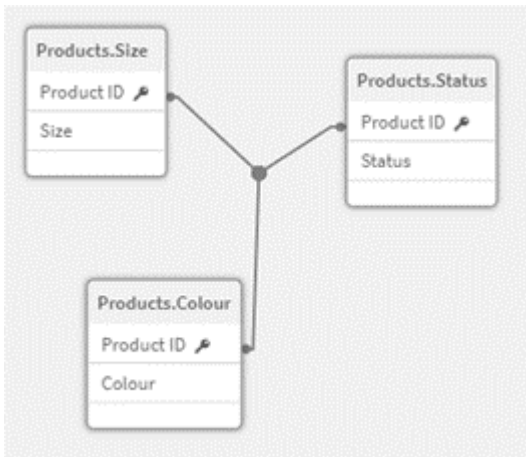 Products.Size
Product ID
Size
Products.Status
Product ID
Status
Products.Colour
Product ID
Colour